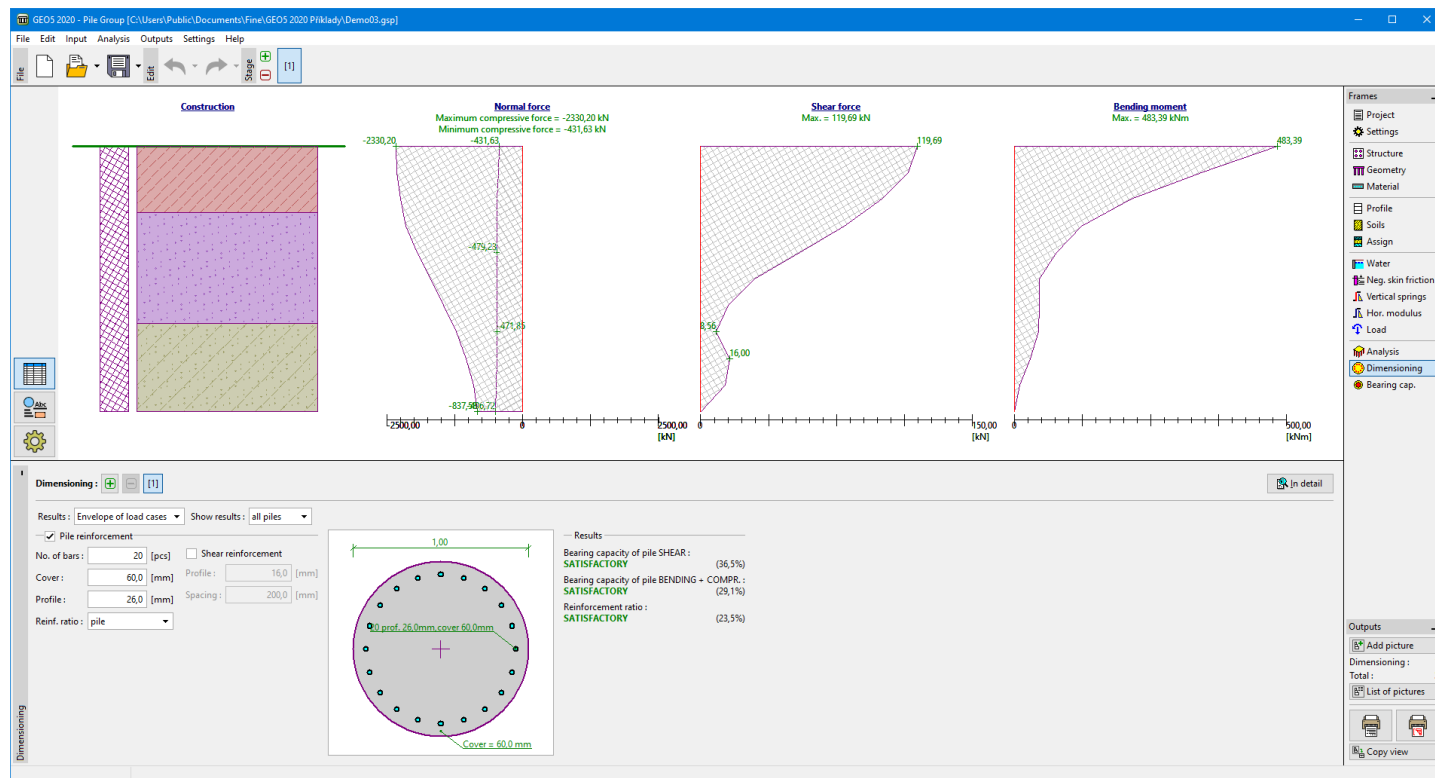 GEO5 2020 - Pile Group [C:\Users\Public\Documents\Fine\GEO5 2020 Příklady\Demo03.gsp]
File Edit Input Analysis Outputs Settings Help
File
Edit
Stage
[1]
Construction
Normal force
Maximum compressive force = -2330,20 kN
Minimum compressive force = -431,63 kN
-2330,20
-431,63
-479,23
-471,85
-2500,00
0
2500,00
[kN]
Shear force
Max. = 119,69 kN
119,69
16,00
0
150,00
[kN]
Bending moment
Max. = 483,39 kNm
483,39
0
500,00
[kNm]
Frames
Project
Settings
Structure
Geometry
Material
Profile
Soils
Assign
Water
Neg. skin friction
Vertical springs
Hor. modulus
Load
Analysis
Dimensioning
Bearing cap.
Outputs
Add picture
Dimensioning :
Total :
List of pictures
Copy view
Dimensioning : [1]
In detail
Results : Envelope of load cases Show results : all piles
Pile reinforcement
No. of bars : 20 [pcs] Shear reinforcement
Cover : 60,0 [mm] Profile : 16,0 [mm]
Profile : 26,0 [mm] Spacing : 200,0 [mm]
Reinf. ratio : pile
1,00
20 prof. 26,0mm,cover 60,0mm
Cover = 60,0 mm
Results
Bearing capacity of pile SHEAR :
SATISFACTORY (36,5%)
Bearing capacity of pile BENDING + COMPR. :
SATISFACTORY (29,1%)
Reinforcement ratio :
SATISFACTORY (23,5%)
Dimensioning